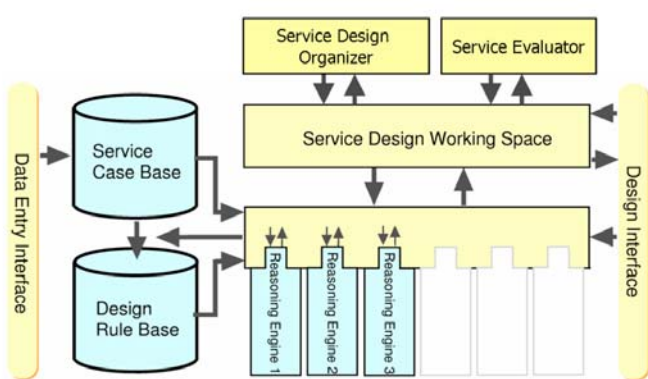 Service Design
Organizer
Service Evaluator
Data Entry Interface
Service
Case Base
Service Design Working Space
Design Interface
Design
Rule Base
Reasoning Engine 1
Reasoning Engine 2
Reasoning Engine 3